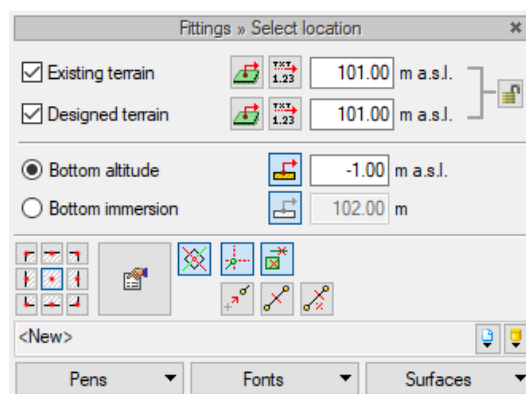 Fittings » Select location
Existing terrain TXT 1.23 101.00 m a.s.l.
Designed terrain TXT 1.23 101.00 m a.s.l.
Bottom altitude -1.00 m a.s.l.
Bottom immersion 102.00 m
<New>
Pens Fonts Surfaces